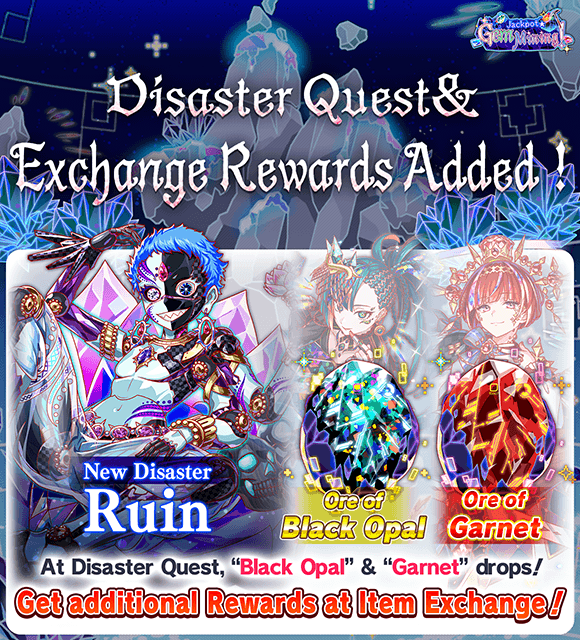 Jackpot★
Gem Mining!
Disaster Quest&
Exchange Rewards Added!
New Disaster
Ruin
Ore of
Black Opal
Ore of
Garnet
At Disaster Quest, “Black Opal” & “Garnet” drops!
Get additional Rewards at Item Exchange!